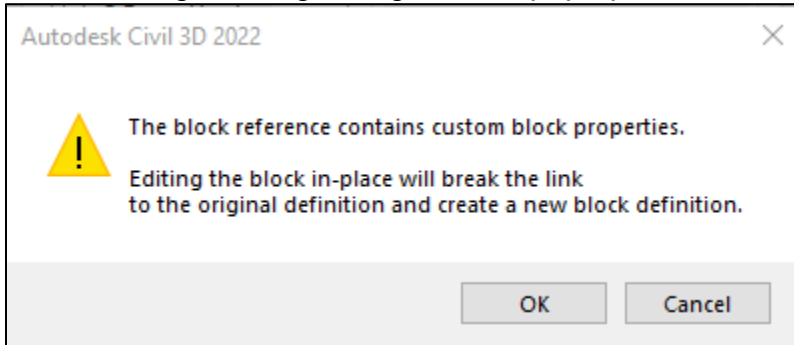 Autodesk Civil 3D 2022
The block reference contains custom block properties.
Editing the block in-place will break the link
to the original definition and create a new block definition.
OK Cancel